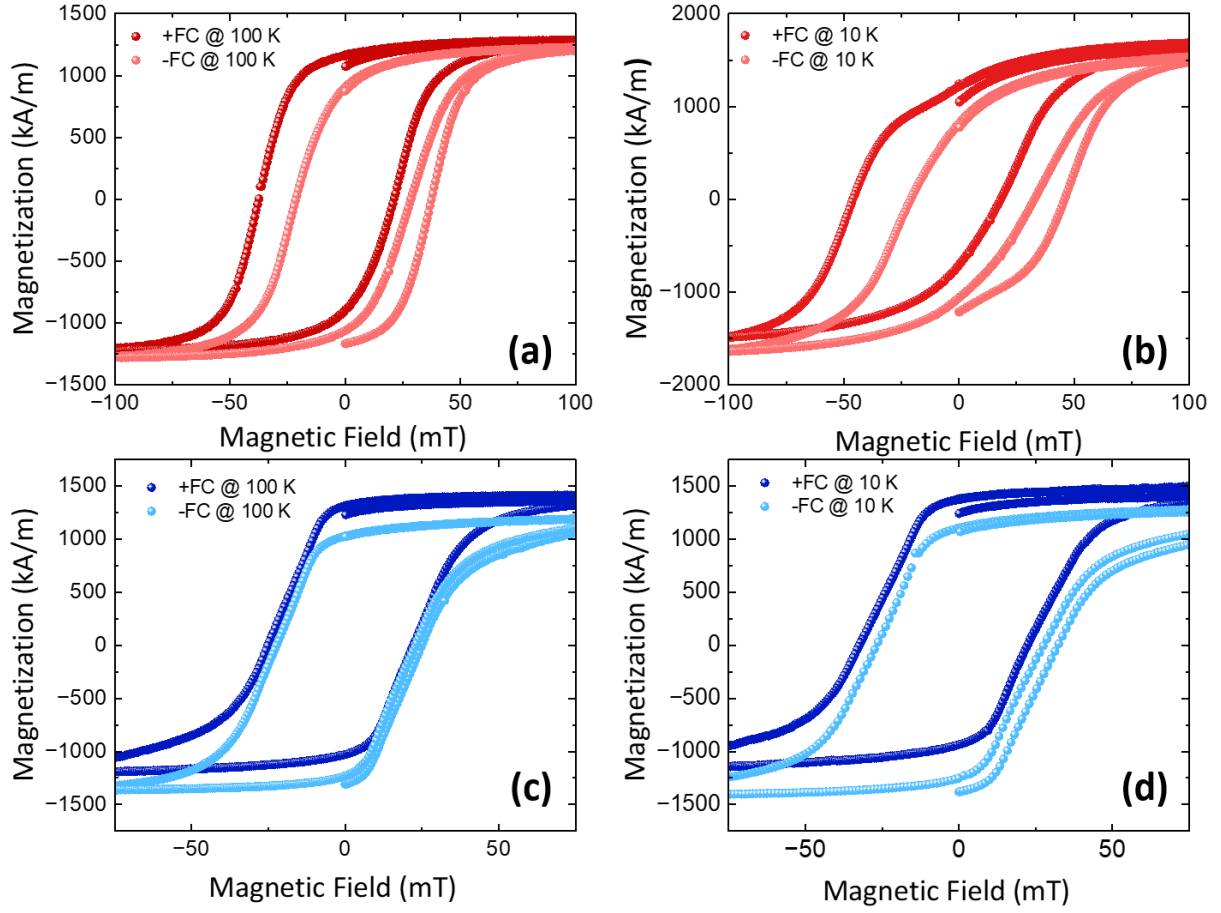 +FC @ 100 K
-FC @ 100 K
1500
1000
500
0
−500
−1000
−1500
−100
−50
0
50
100
Magnetization (kA/m)
Magnetic Field (mT)
(a)
+FC @ 10 K
-FC @ 10 K
2000
1000
0
−1000
−2000
−100
−50
0
50
100
Magnetization (kA/m)
Magnetic Field (mT)
(b)
+FC @ 100 K
-FC @ 100 K
1500
1000
500
0
−500
−1000
−1500
−50
0
50
Magnetization (kA/m)
Magnetic Field (mT)
(c)
+FC @ 10 K
-FC @ 10 K
1500
1000
500
0
−500
1000
1500
−50
0
50
Magnetization (kA/m)
Magnetic Field (mT)
(d)